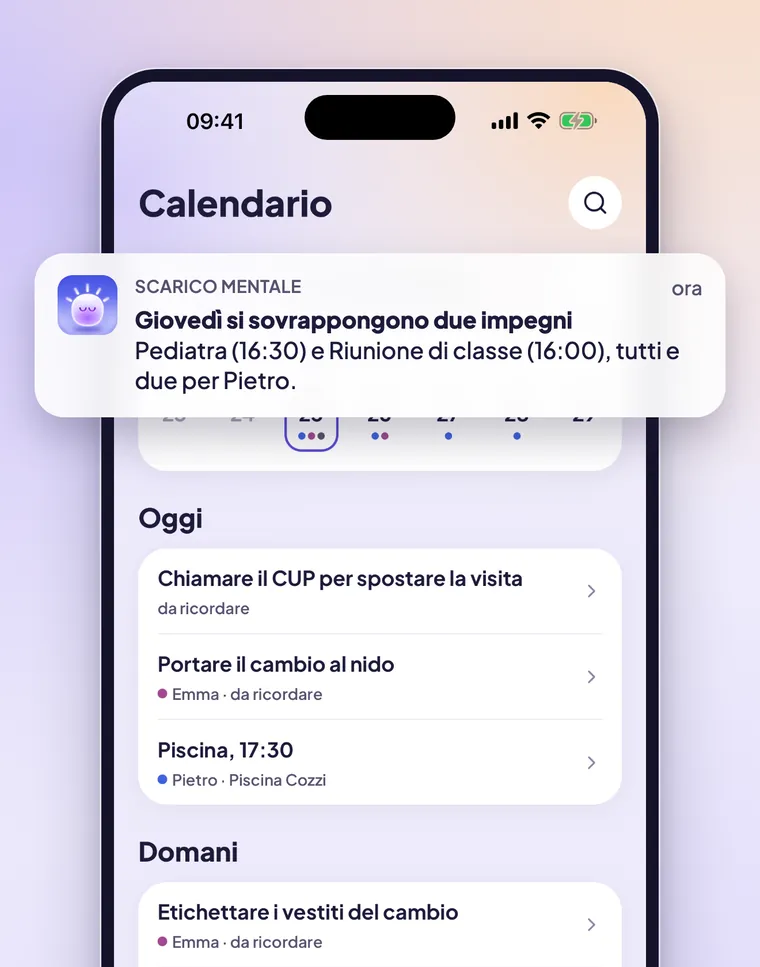 09:41
Calendario
SCARICO MENTALE
ora
Giovedì si sovrappongono due impegni
Pediatra (16:30) e Riunione di classe (16:00), tutti e
due per Pietro.
Oggi
Chiamare il CUP per spostare la visita
da ricordare
Portare il cambio al nido
Emma · da ricordare
Piscina, 17:30
Pietro · Piscina Cozzi
Domani
Etichettare i vestiti del cambio
Emma · da ricordare